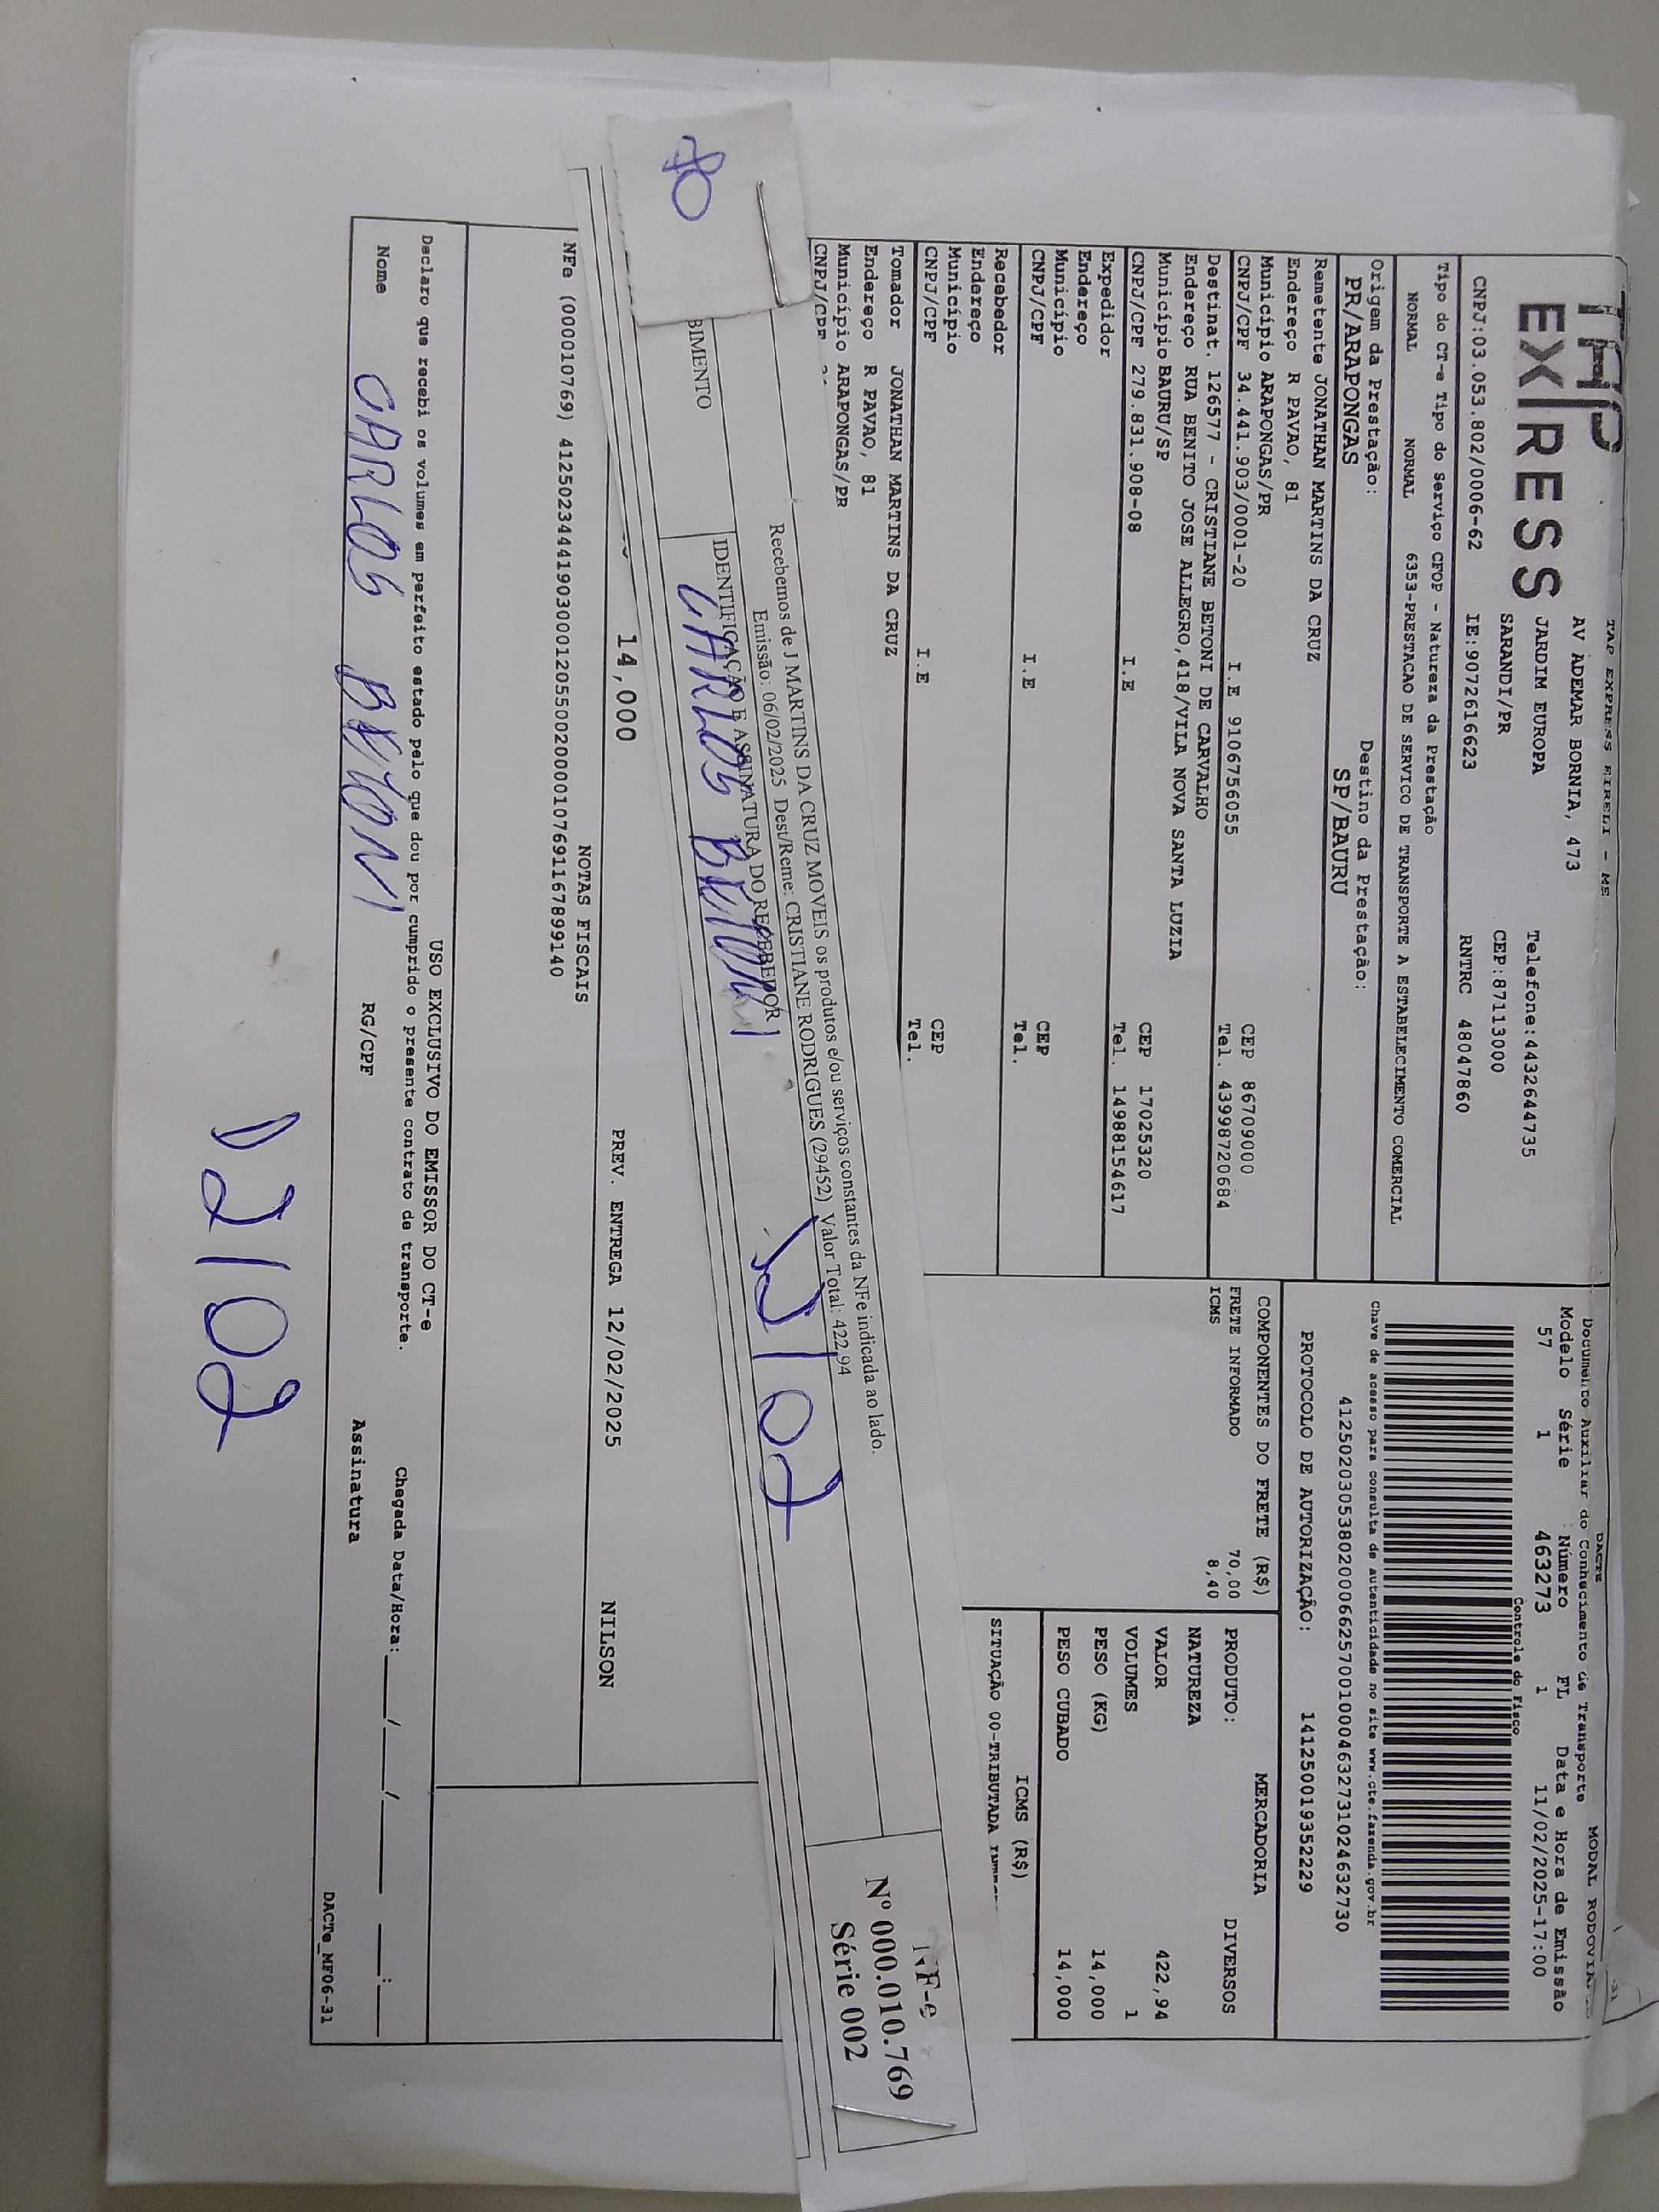 TAP EXPRESS EIRELI - ME
TAP
EXPRESS
AV ADEMAR BORNIA, 473
JARDIM EUROPA
SARANDI/PR
Telefone:4432644735
CEP:87113000
CNPJ:03.053.802/0006-62 IE:9072616623 RNTRC 48047860
DACTE
Documento Auxiliar do Conhecimento de Transporte MODAL RODOVIÁ
Modelo Série Número FL Data e Hora de Emissão
57 1 463273 1 11/02/2025-17:00
Controle do Fisco
Chave de acesso para consulta de autenticidade no site www.cte.fazenda.gov.br
41250203053802000662570010004632731024632730
PROTOCOLO DE AUTORIZAÇÃO: 141250019352229
Tipo do CT-e Tipo do Serviço CFOP - Natureza da Prestação
NORMAL NORMAL 6353-PRESTACAO DE SERVICO DE TRANSPORTE A ESTABELECIMENTO COMERCIAL
Origem da Prestação: Destino da Prestação:
PR/ARAPONGAS SP/BAURU
Remetente JONATHAN MARTINS DA CRUZ
Endereço R PAVAO, 81
Município ARAPONGAS/PR CEP 86709000
CNPJ/CPF 34.441.903/0001-20 I.E 9106756055 Tel. 43998720684
Destinat. 126577 - CRISTIANE BETONI DE CARVALHO
Endereço RUA BENITO JOSE ALLEGRO,418/VILA NOVA SANTA LUZIA
Município BAURU/SP CEP 17025320
CNPJ/CPF 279.831.908-08 I.E Tel. 14988154617
Expedidor
Endereço
Município CEP
CNPJ/CPF I.E Tel.
Recebedor
Endereço
Município CEP
CNPJ/CPF I.E Tel.
Tomador JONATHAN MARTINS DA CRUZ
Endereço R PAVAO, 81
Município ARAPONGAS/PR
CNPJ/CPF
COMPONENTES DO FRETE (R$)
FRETE INFORMADO 70,00
ICMS 8,40
MERCADORIA
PRODUTO: DIVERSOS
NATUREZA
VALOR 422,94
VOLUMES 1
PESO (KG) 14,000
PESO CUBADO 14,000
ICMS (R$)
SITUAÇÃO 00-TRIBUTADA
70
Recebemos de J MARTINS DA CRUZ MOVEIS os produtos e/ou serviços constantes da NFe indicada ao lado.
Emissão: 06/02/2025 Dest/Reme: CRISTIANE RODRIGUES (29452) Valor Total: 422,94
BIMENTO
IDENTIFICAÇÃO E ASSINATURA DO RECEBEDOR
CARLOS BETONI
12/02
NF-e
Nº 000.010.769
Série 002
14,000 PREV. ENTREGA 12/02/2025 NILSON
NOTAS FISCAIS
NFe (000010769) 41250234441903000120550020000107691167899140
USO EXCLUSIVO DO EMISSOR DO CT-e
Declaro que recebi os volumes em perfeito estado pelo que dou por cumprido o presente contrato de transporte.
Chegada Data/Hora: ___/___/_____ ___:___
Nome CARLOS BETONI RG/CPF Assinatura
DACTe_MF06-31
12/02